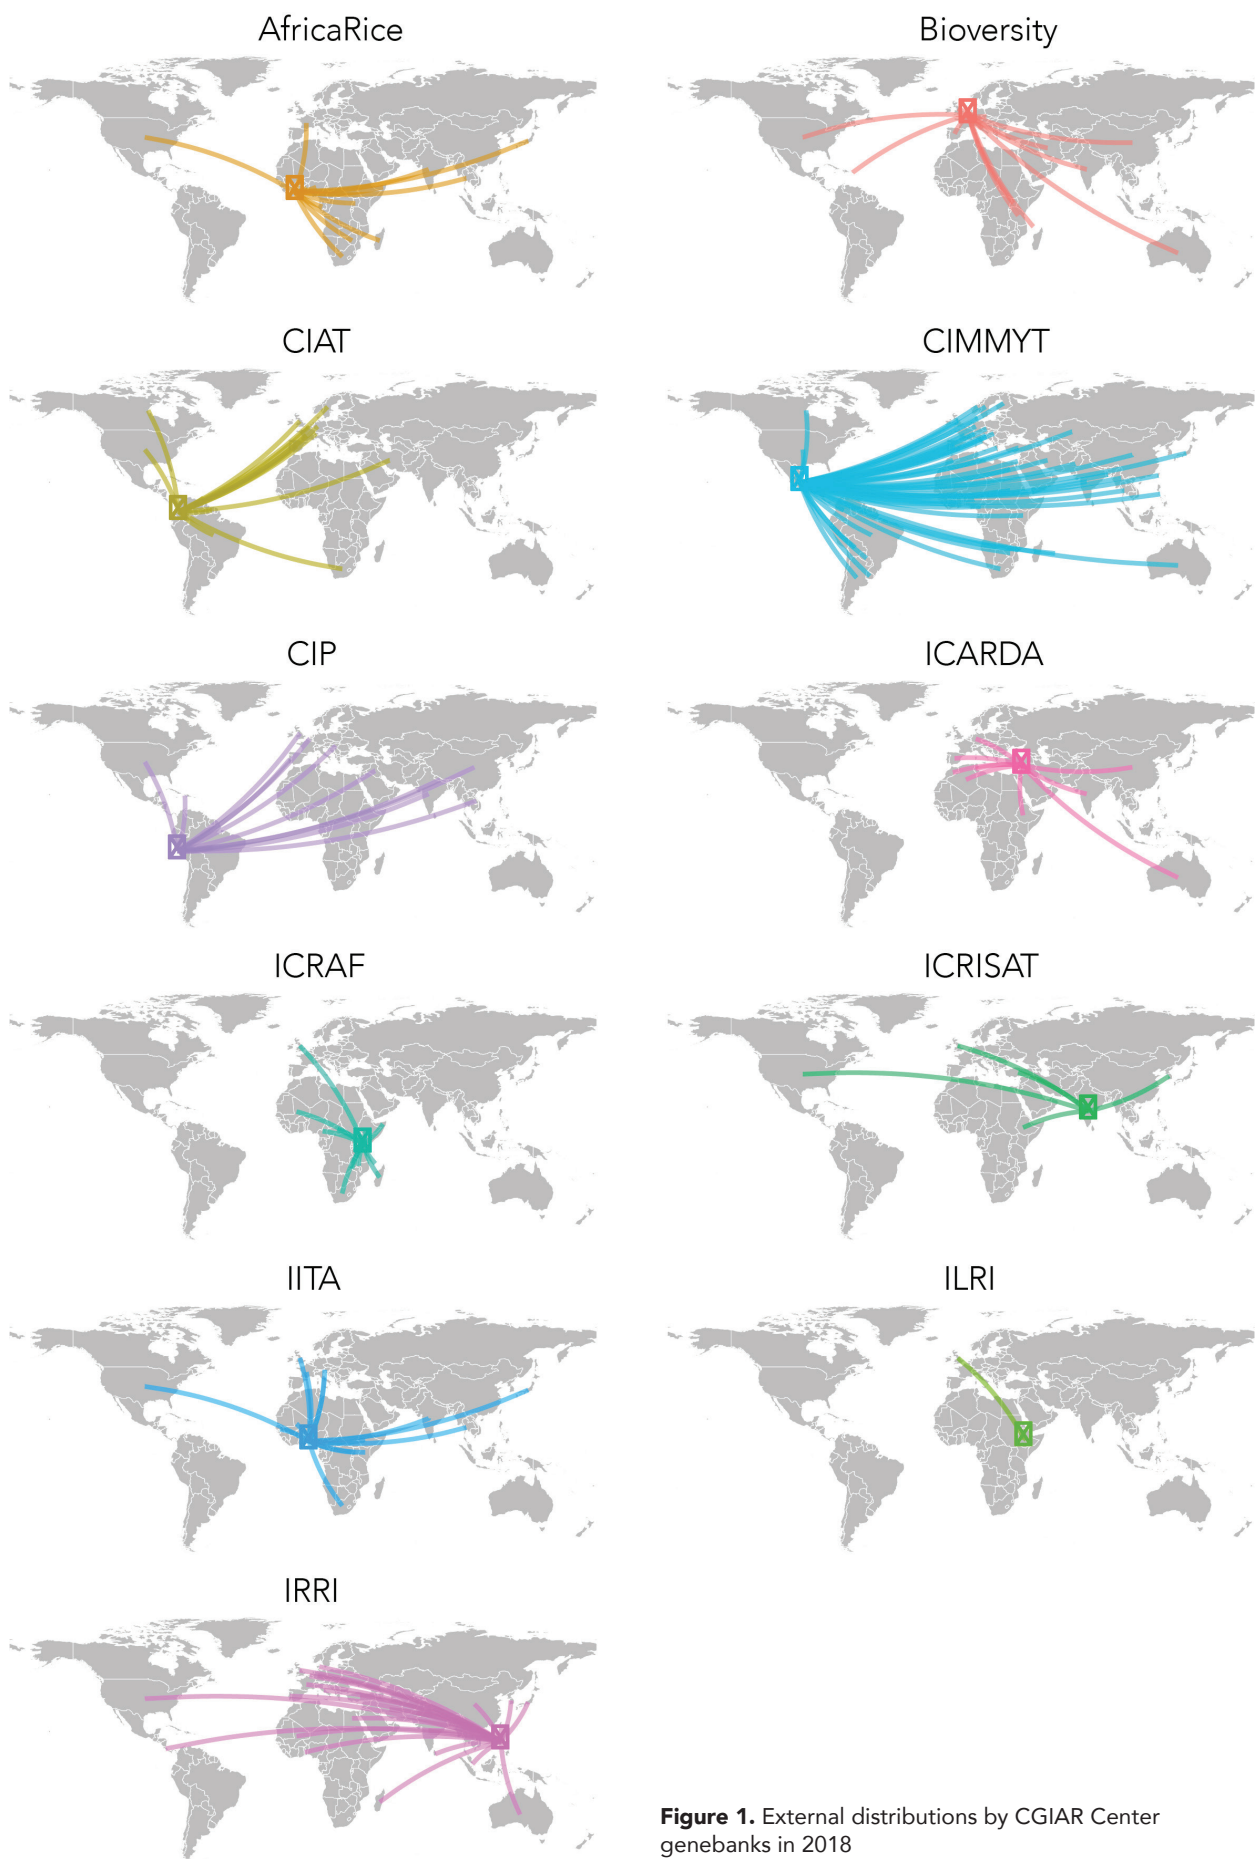 AfricaRice
Bioversity
CIAT
CIMMYT
CIP
ICARDA
ICRAF
ICRISAT
IITA
ILRI
IRRI
Figure 1. External distributions by CGIAR Center
genebanks in 2018